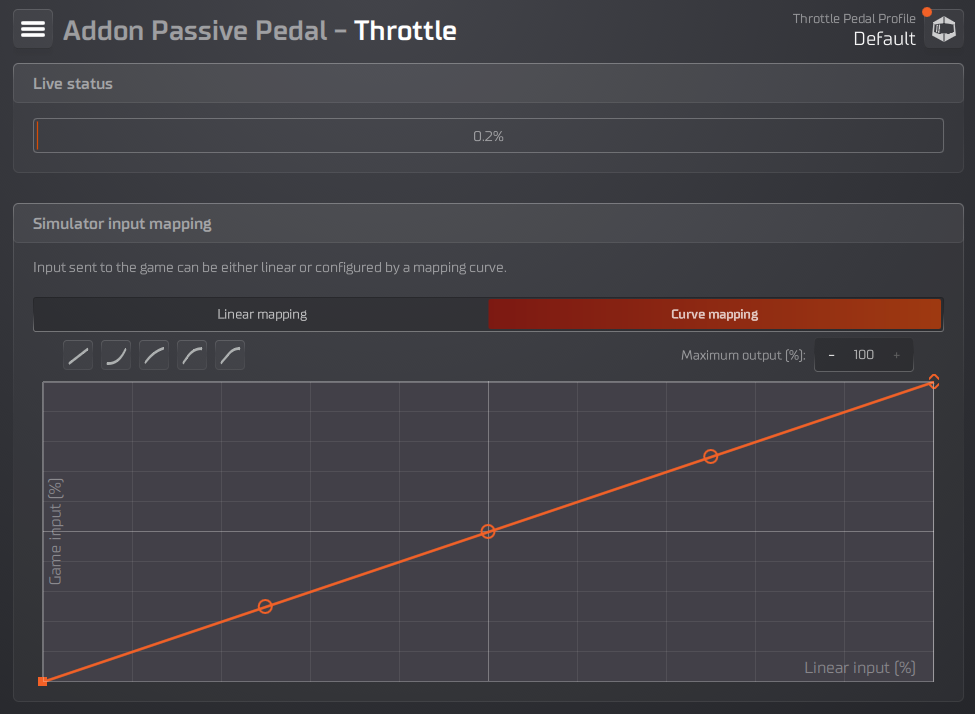 Addon Passive Pedal – Throttle
Throttle Pedal Profile
Default
Live status
0.2%
Simulator input mapping
Input sent to the game can be either linear or configured by a mapping curve.
Linear mapping
Curve mapping
Maximum output [%]: - 100 +
Game input [%]
Linear input [%]